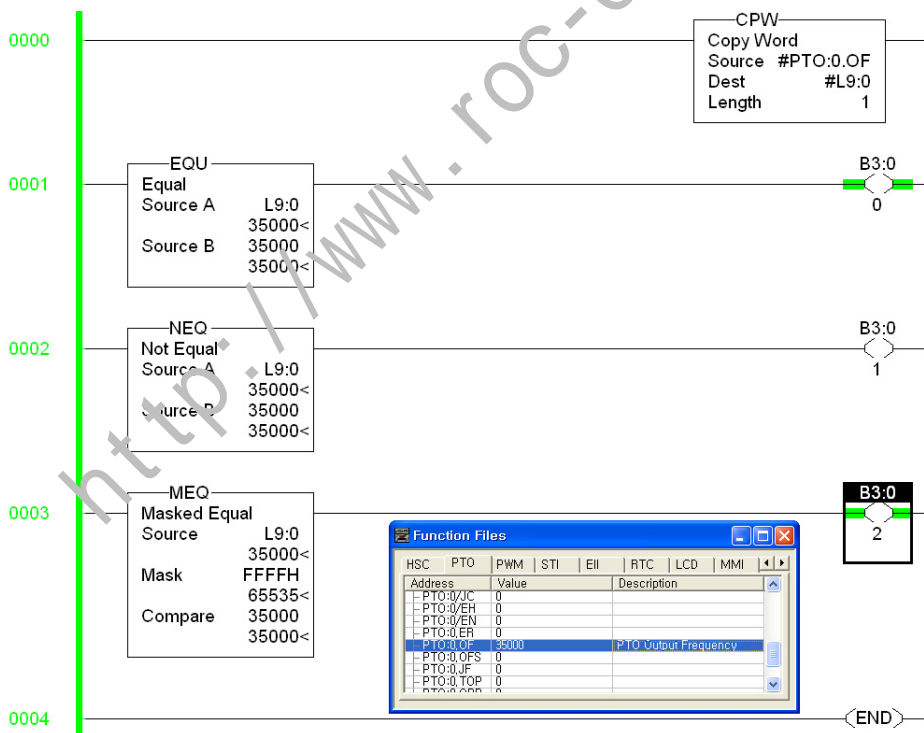 0000
CPW
Copy Word
Source #PTO:0.OF
Dest #L9:0
Length 1
0001
EQU
Equal
Source A L9:0
35000<
Source B 35000
35000<
B3:0
0
0002
NEQ
Not Equal
Source A L9:0
35000<
Source B 35000
35000<
B3:0
1
0003
MEQ
Masked Equal
Source L9:0
35000<
Mask FFFFH
65535<
Compare 35000
35000<
B3:0
2
Function Files
HSC PTO PWM STI EII RTC LCD MMI
Address Value Description
PTO:0/JC 0
PTO:0/EH 0
PTO:0/EN 0
PTO:0.ER 0
PTO:0.OF 35000 PTO Output Frequency
PTO:0.OFS 0
PTO:0.JF 0
PTO:0.TOP 0
0004
END
http://www.roc-